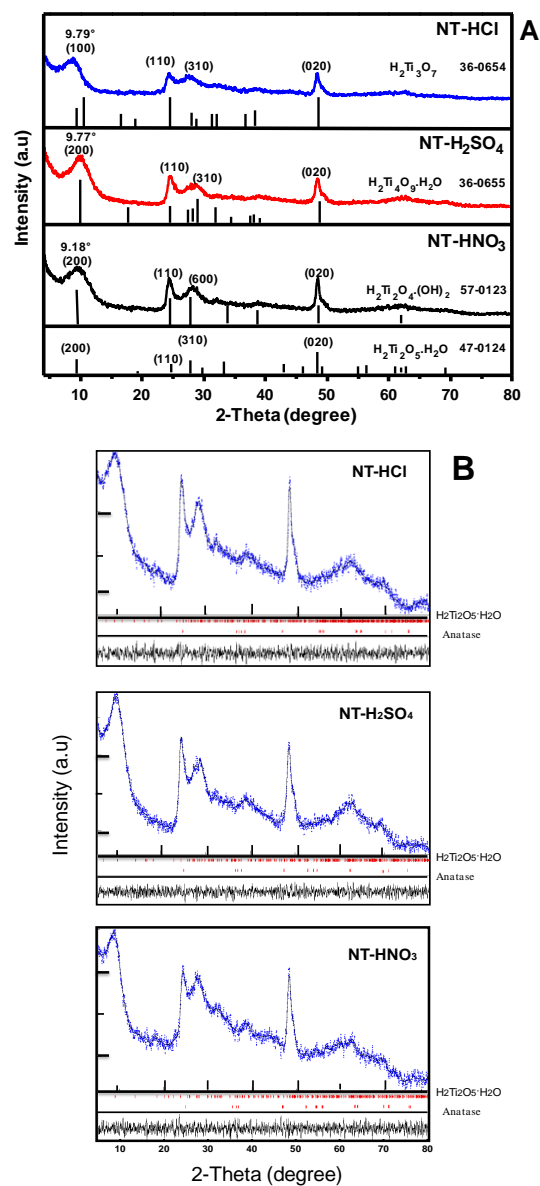 A
NT-HCl
9.79°
(100)
(110)
(310)
(020)
H2Ti3O7 36-0654
NT-H2SO4
9.77°
(200)
(110)
(310)
(020)
H2Ti4O9.H2O 36-0655
NT-HNO3
9.18°
(200)
(110)
(600)
(020)
H2Ti2O4.(OH)2 57-0123
(200)
(310)
(110)
(020)
H2Ti2O5.H2O 47-0124
10 20 30 40 50 60 70 80
2-Theta (degree)
Intensity (a.u)
B
NT-HCl
H2Ti2O5·H2O
Anatase
NT-H2SO4
H2Ti2O5·H2O
Anatase
NT-HNO3
H2Ti2O5·H2O
Anatase
10 20 30 40 50 60 70 80
2-Theta (degree)
Intensity (a.u)